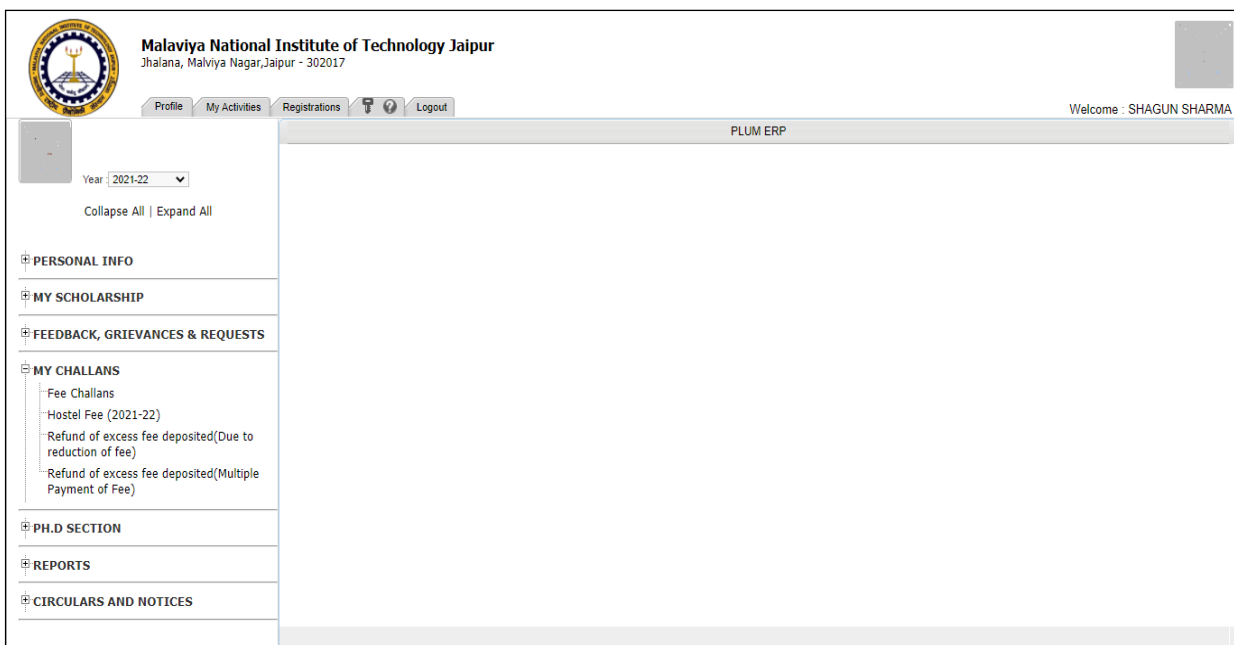 Malaviya National Institute of Technology Jaipur
Jhalana, Malviya Nagar,Jaipur - 302017
Profile My Activities Registrations Logout
Welcome : SHAGUN SHARMA
PLUM ERP
Year : 2021-22
Collapse All | Expand All
PERSONAL INFO
MY SCHOLARSHIP
FEEDBACK, GRIEVANCES & REQUESTS
MY CHALLANS
Fee Challans
Hostel Fee (2021-22)
Refund of excess fee deposited(Due to
reduction of fee)
Refund of excess fee deposited(Multiple
Payment of Fee)
PH.D SECTION
REPORTS
CIRCULARS AND NOTICES